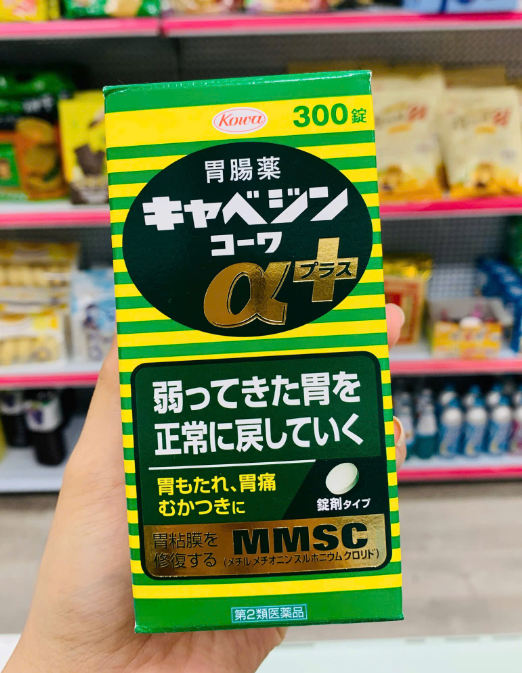 Kowa
300錠
胃腸薬
キャベジン
コーワ
α+プラス
弱ってきた胃を
正常に戻していく
胃もたれ、胃痛
むかつきに
錠剤タイプ
胃粘膜を
修復する
MMSC
(メチルメチオニンスルホニウムクロリド)
第2類医薬品